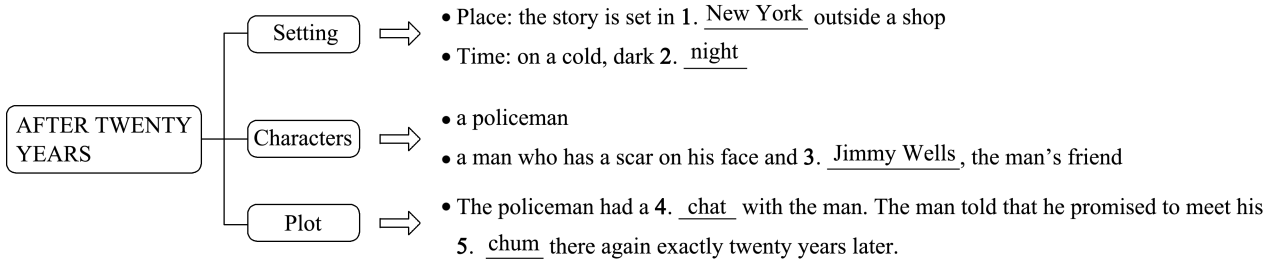 AFTER TWENTY
YEARS
Setting
• Place: the story is set in 1. New York outside a shop
• Time: on a cold, dark 2. night
Characters
• a policeman
• a man who has a scar on his face and 3. Jimmy Wells, the man's friend
Plot
• The policeman had a 4. chat with the man. The man told that he promised to meet his
5. chum there again exactly twenty years later.